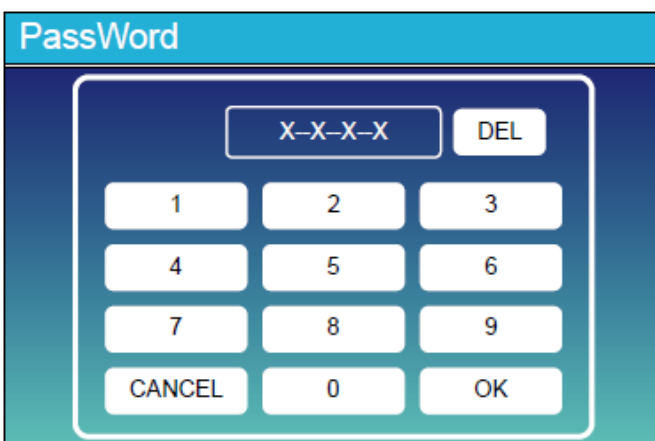 PassWord
X--X--X--X DEL
1 2 3
4 5 6
7 8 9
CANCEL 0 OK